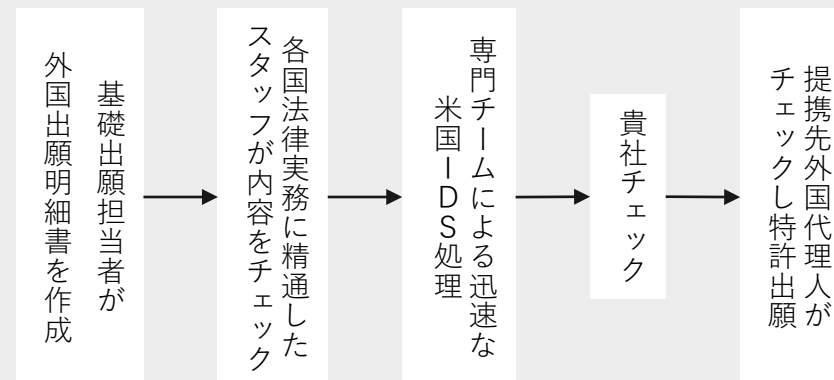 基礎出願担当者が
外国出願明細書を作成
各国法律実務に精通した
スタッフが内容をチェック
専門チームによる迅速な
米国IDS処理
貴社チェック
提携先外国代理人が
チェックし特許出願